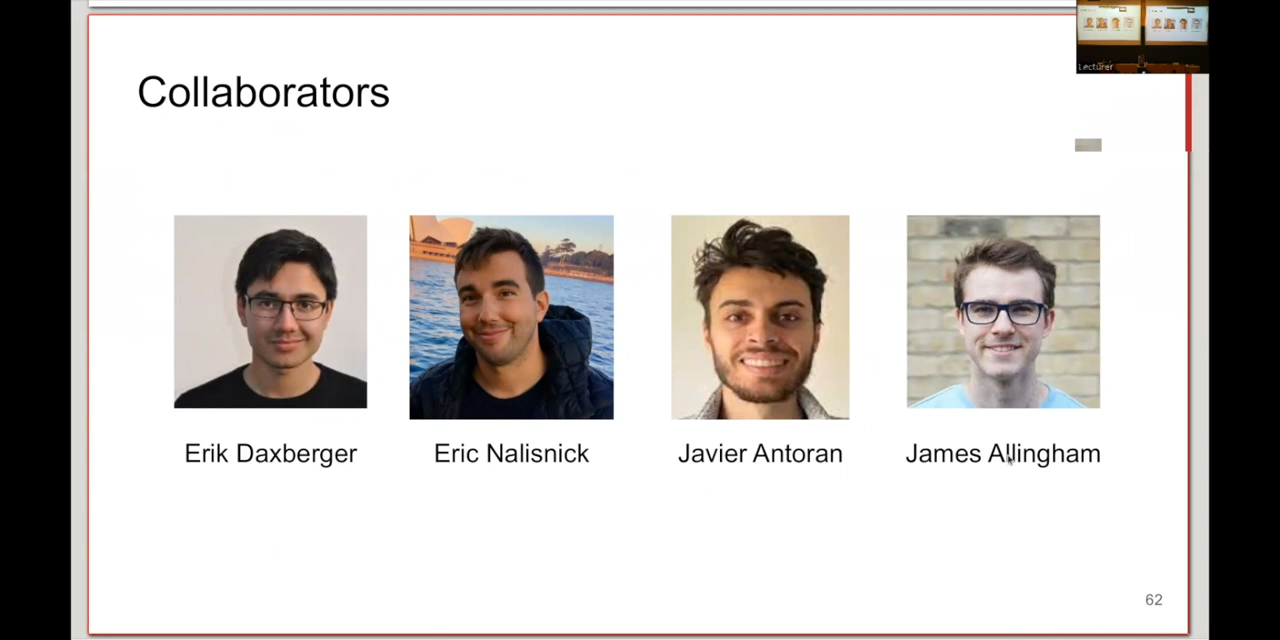 Collaborators
Lecturer
Erik Daxberger
Eric Nalisnick
Javier Antoran
James Allingham
62